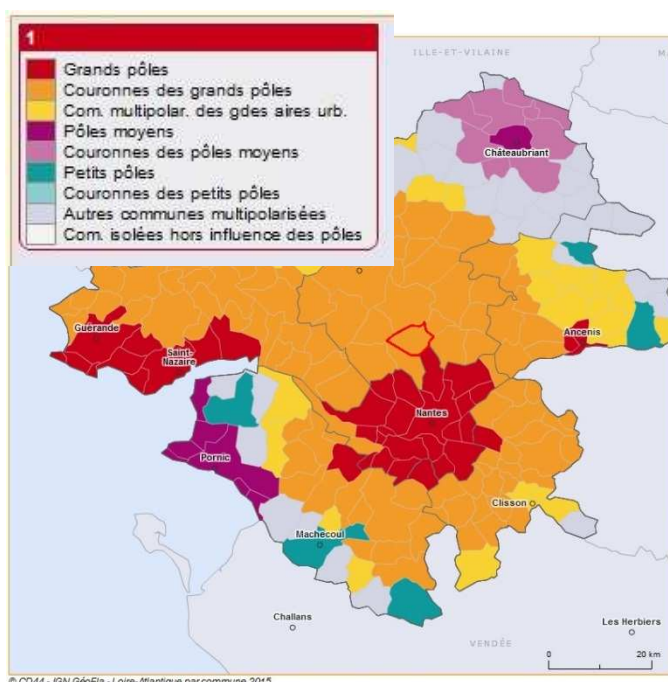 1
Grands pôles
Couronnes des grands pôles
Com. multipolar. des gdes aires urb.
Pôles moyens
Couronnes des pôles moyens
Petits pôles
Couronnes des petits pôles
Autres communes multipolarisées
Com. isolées hors influence des pôles
ILLE-ET-VILAINE
Châteaubriant
Guérande
Saint-
Nazaire
Ancenis
Nantes
Pornic
Clisson
Machecoul
Challans
Les Herbiers
VENDÉE
0 20 km
© CD44 - IGN GéoFla - Loire-Atlantique par commune 2015